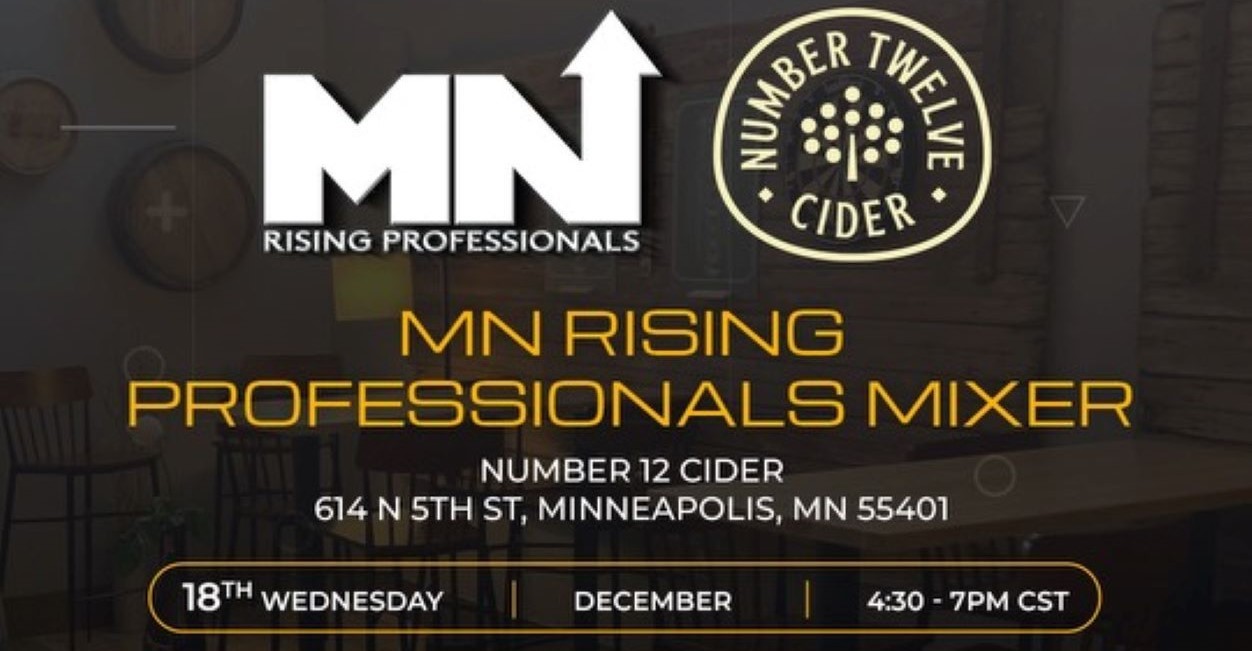 MN
RISING PROFESSIONALS
NUMBER TWELVE
CIDER
MN RISING
PROFESSIONALS MIXER
NUMBER 12 CIDER
614 N 5TH ST, MINNEAPOLIS, MN 55401
18TH WEDNESDAY | DECEMBER | 4:30 - 7PM CST